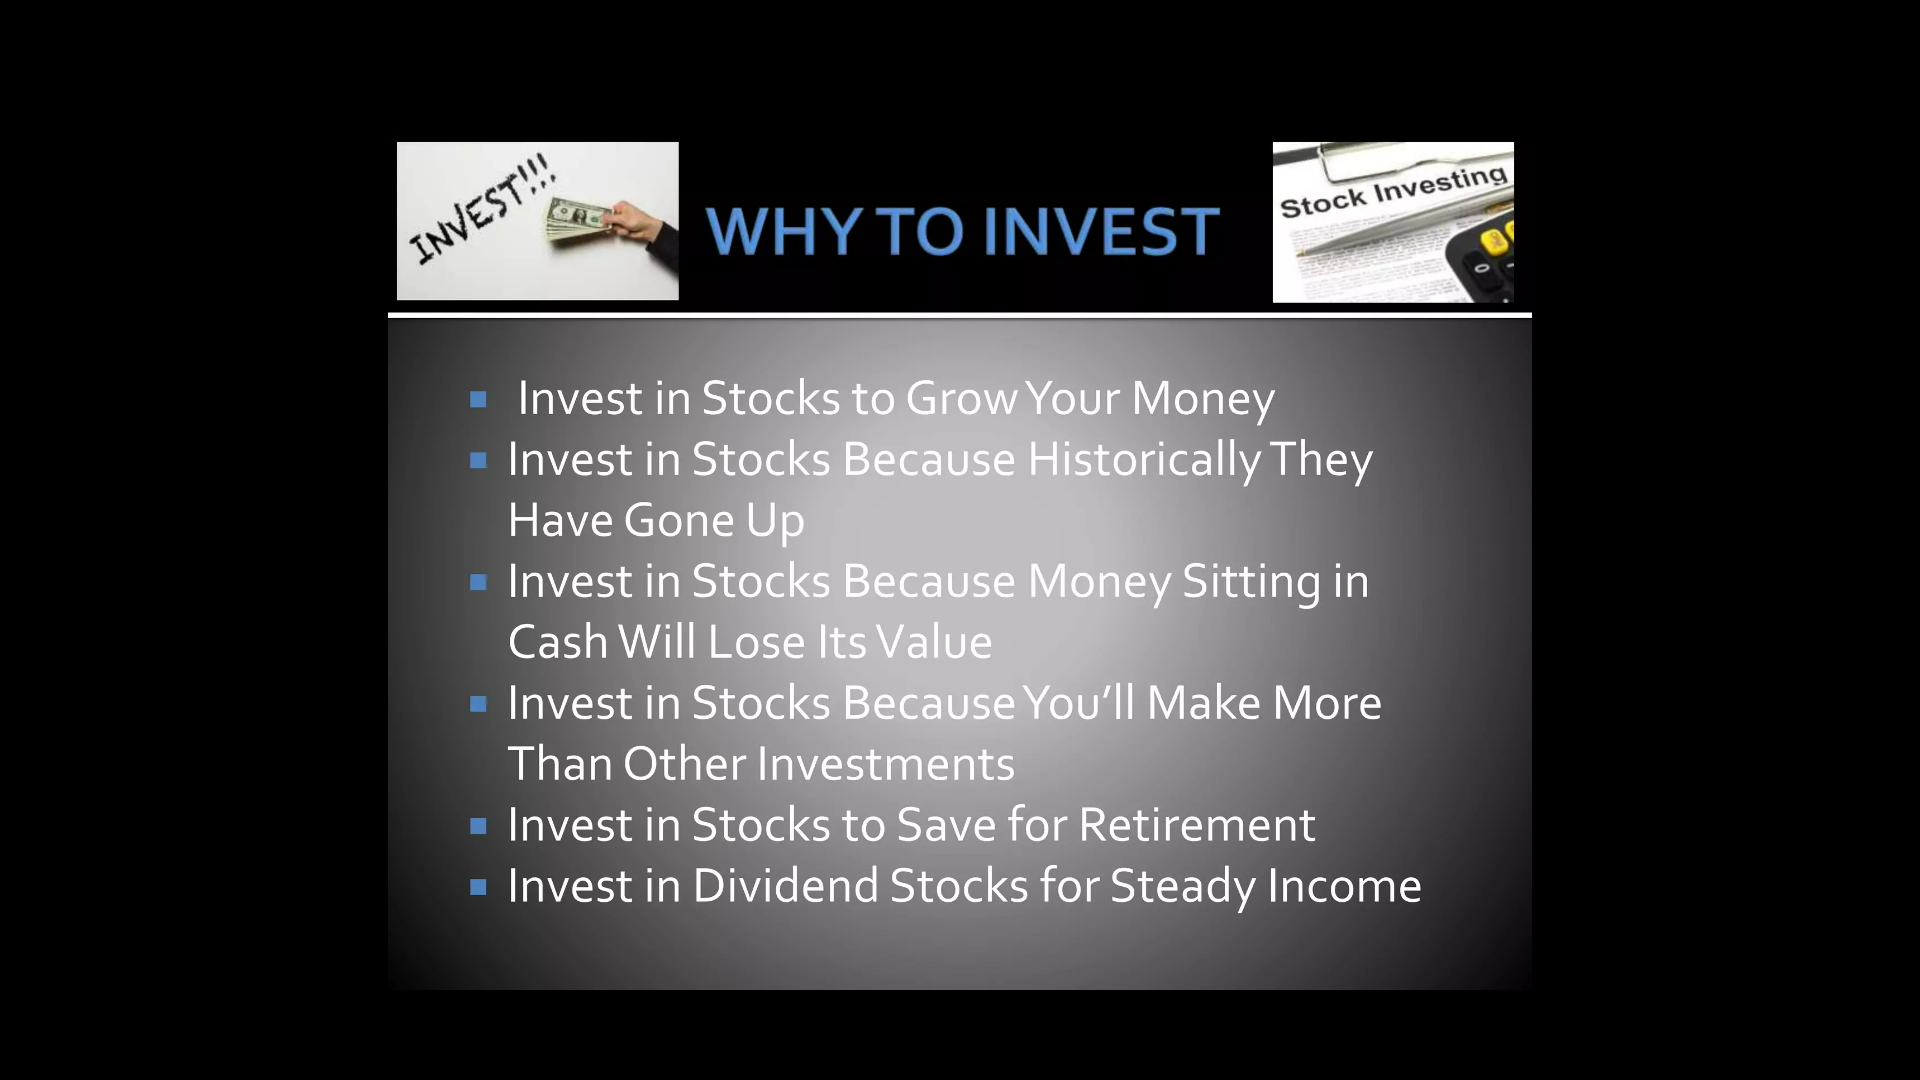 INVEST!!!
WHY TO INVEST
Stock Investing
Invest in Stocks to Grow Your Money
Invest in Stocks Because Historically They
Have Gone Up
Invest in Stocks Because Money Sitting in
Cash Will Lose Its Value
Invest in Stocks Because You’ll Make More
Than Other Investments
Invest in Stocks to Save for Retirement
Invest in Dividend Stocks for Steady Income